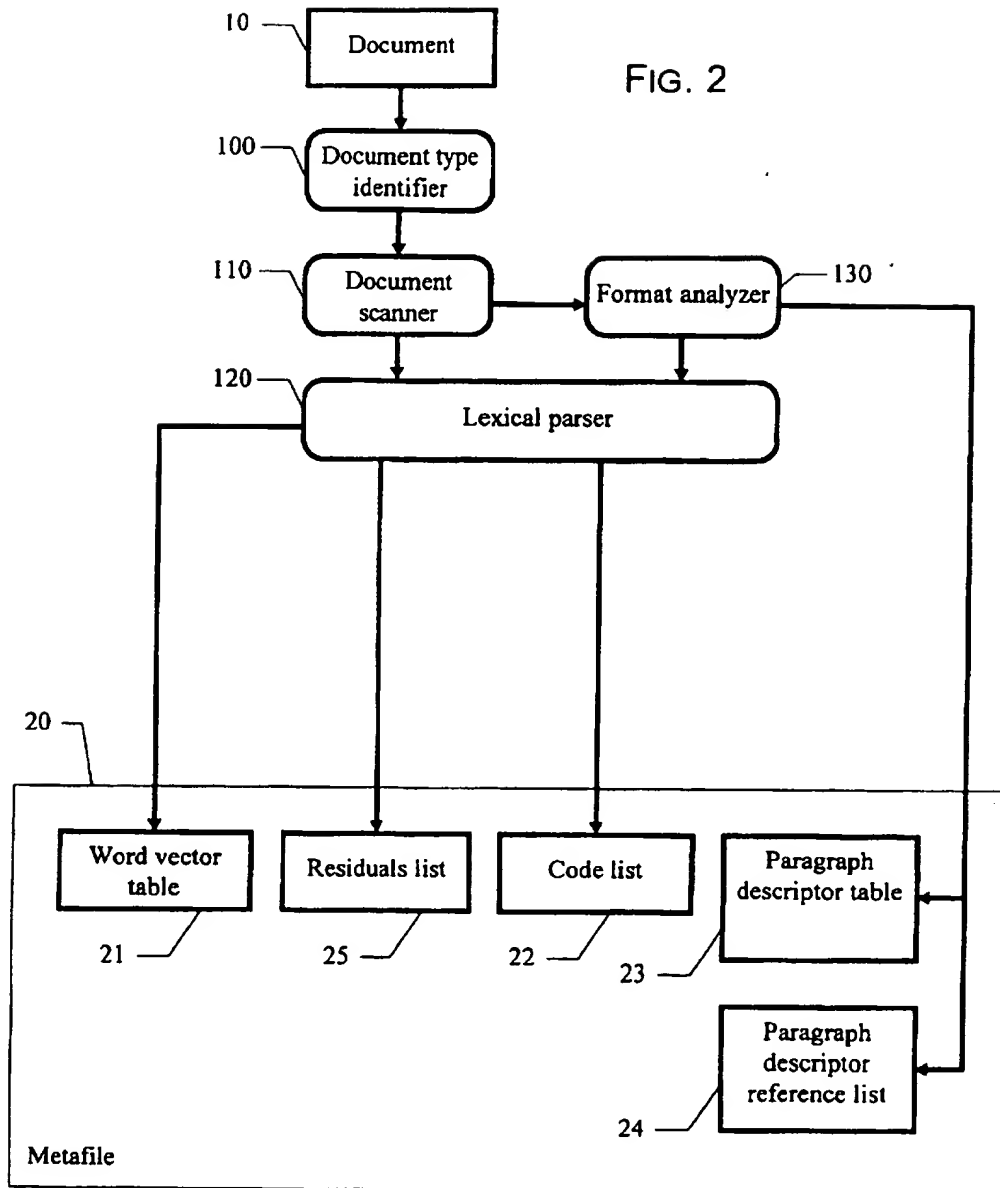 10
Document
FIG. 2
100
Document type
identifier
110
Document
scanner
Format analyzer
130
120
Lexical parser
20
Word vector
table
Residuals list
Code list
Paragraph
descriptor table
21
25
22
23
Paragraph
descriptor
reference list
24
Metafile